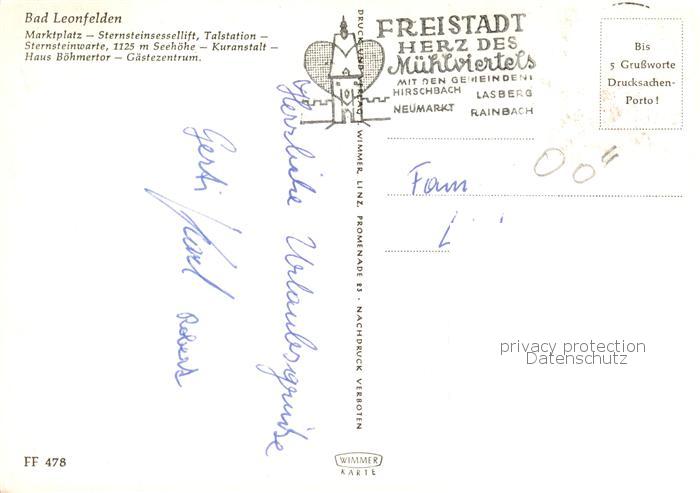 Bad Leonfelden
Marktplatz – Sternsteinsessellift, Talstation –
Sternsteinwarte, 1125 m Seehöhe – Kuranstalt –
Haus Böhmertor – Gästezentrum.
FREISTADT
HERZ DES
Mühlviertels
MIT DEN GEMEINDEN:
HIRSCHBACH LASBERG
NEUMARKT RAINBACH
Bis
5 Grußworte
Drucksachen-
Porto!
Herzliche Urlaubsgrüße
Gerti
Robert
DRUCK UND VERLAG: WIMMER, LINZ, PROMENADE 23 · NACHDRUCK VERBOTEN
Fam
privacy protection
Datenschutz
FF 478
WIMMER
KARTE